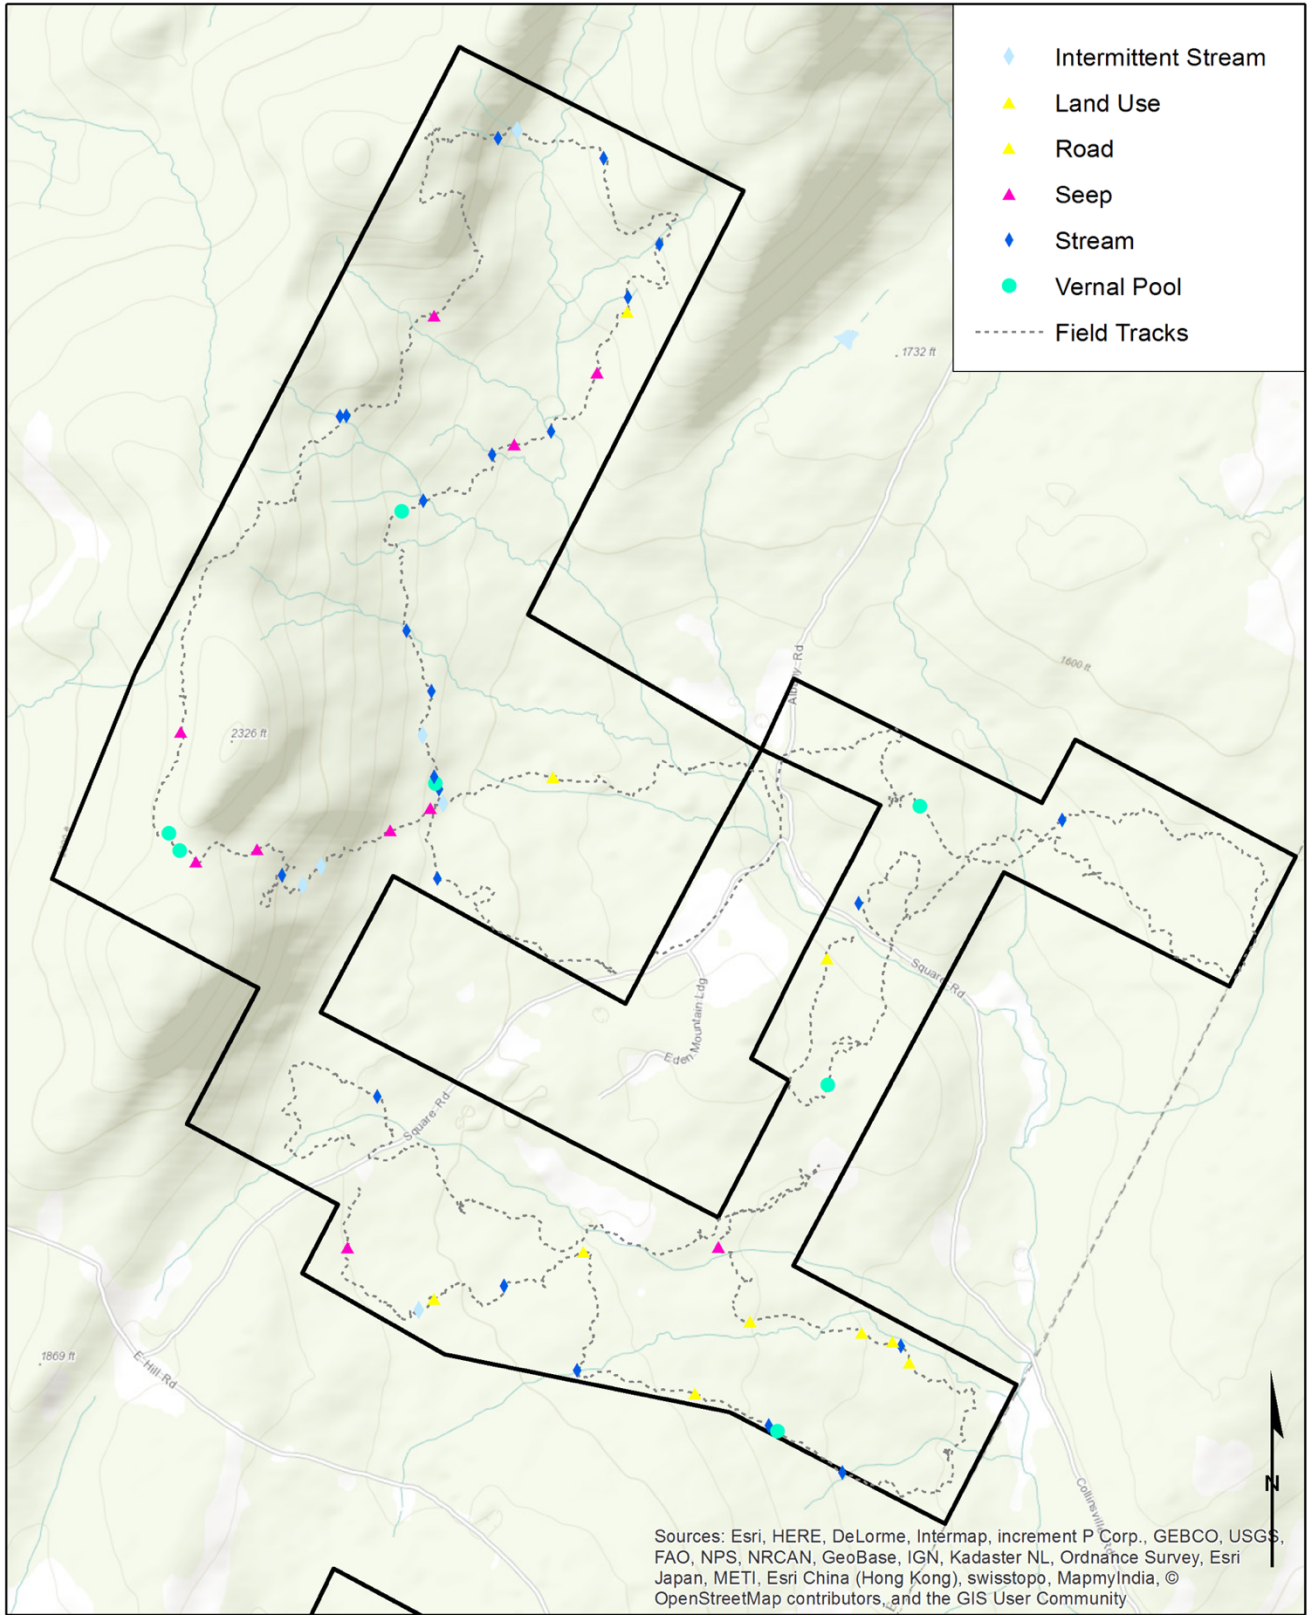 Intermittent Stream
Land Use
Road
Seep
Stream
Vernal Pool
Field Tracks
1732 ft
1600 ft
Rd
2326 ft
Square Rd
Eden Mountain Ldg
Square Rd
1869 ft
E Hill Rd
Collinsville Rd
N
Sources: Esri, HERE, DeLorme, Intermap, increment P Corp., GEBCO, USGS,
FAO, NPS, NRCAN, GeoBase, IGN, Kadaster NL, Ordnance Survey, Esri
Japan, METI, Esri China (Hong Kong), swisstopo, MapmyIndia, ©
OpenStreetMap contributors, and the GIS User Community